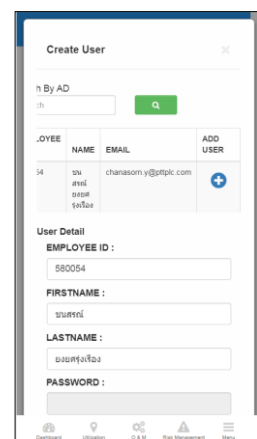 Create User
×
h By AD
ch
LOYEE
NAME
EMAIL
ADD
USER
54
ชน
สรณ์
ยงยศ
รุ่งเรือง
chanasorn.y@pttplc.com
User Detail
EMPLOYEE ID :
580054
FIRSTNAME :
ชนสรณ์
LASTNAME :
ยงยศรุ่งเรือง
PASSWORD :
Dashboard
Utilization
O & M
Risk Management
Menu